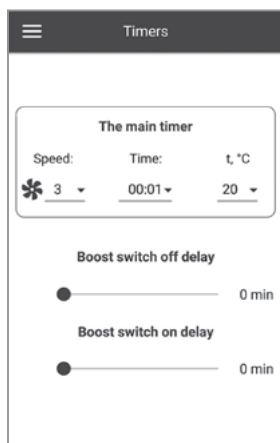 Timers
The main timer
Speed: Time: t, °C
3 00:01 20
Boost switch off delay
0 min
Boost switch on delay
0 min